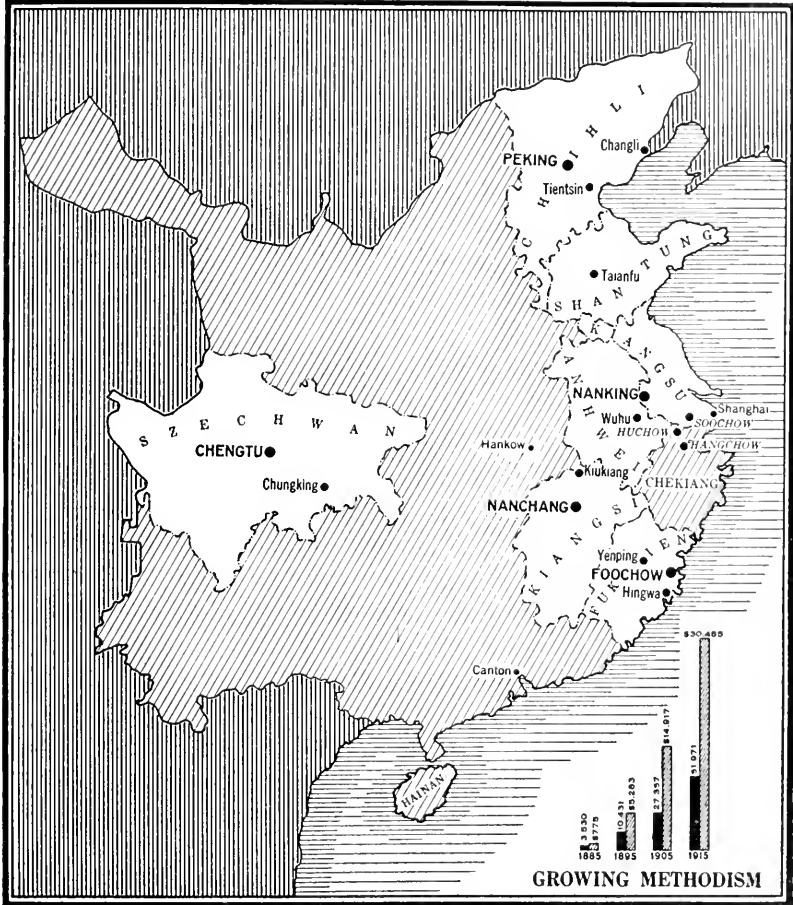 CHIHLI
Changli
PEKING
Tientsin
SHANTUNG
Taianfu
KIANGSU
ANHWEI
NANKING
Shanghai
Wuhu
SOOCHOW
HUCHOW
HANGCHOW
SZECHWAN
CHENGTU
Chungking
Hankow
Kiukiang
CHEKIANG
NANCHANG
KIANGSI
FUKIEN
Yenping
FOOCHOW
Hingwa
Canton
HAINAN
3 530
$775
1885
10,431
$5,283
1895
27 357
$14,917
1905
51 971
$30,485
1915
GROWING METHODISM